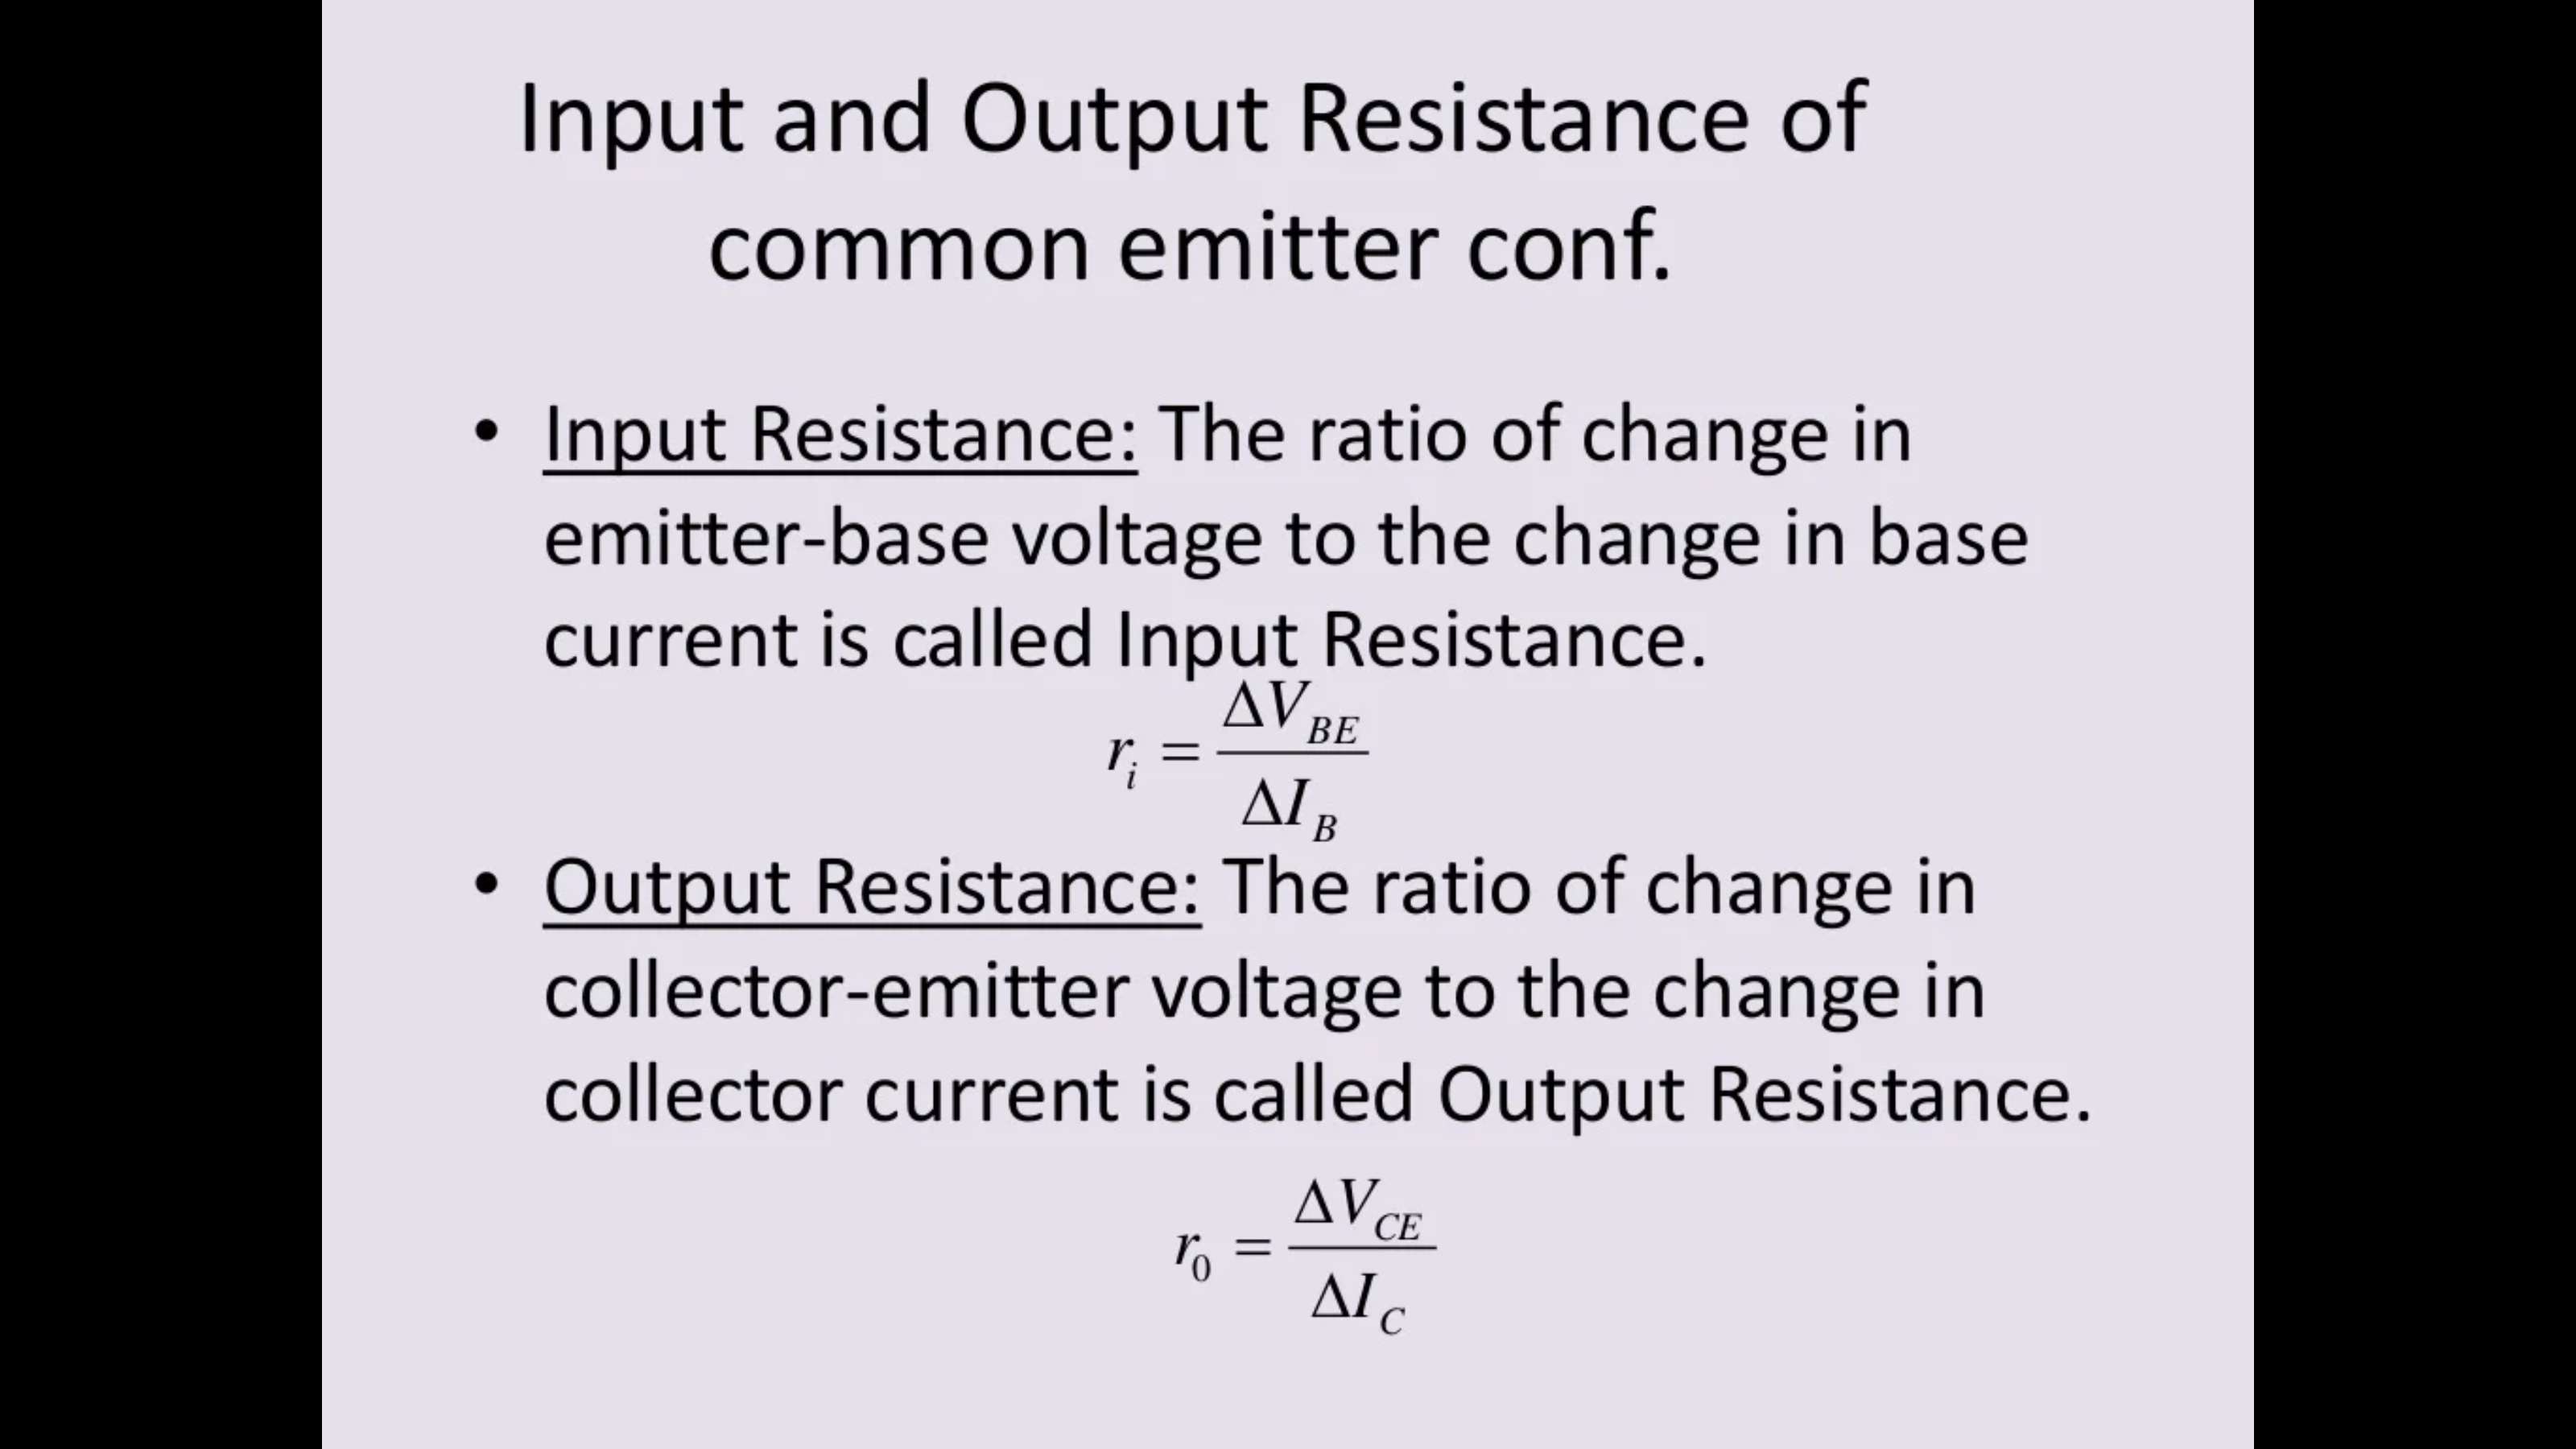 Input and Output Resistance of
common emitter conf.
• Input Resistance: The ratio of change in
emitter-base voltage to the change in base
current is called Input Resistance.
r_i = ΔV_BE / ΔI_B
• Output Resistance: The ratio of change in
collector-emitter voltage to the change in
collector current is called Output Resistance.
r_0 = ΔV_CE / ΔI_C